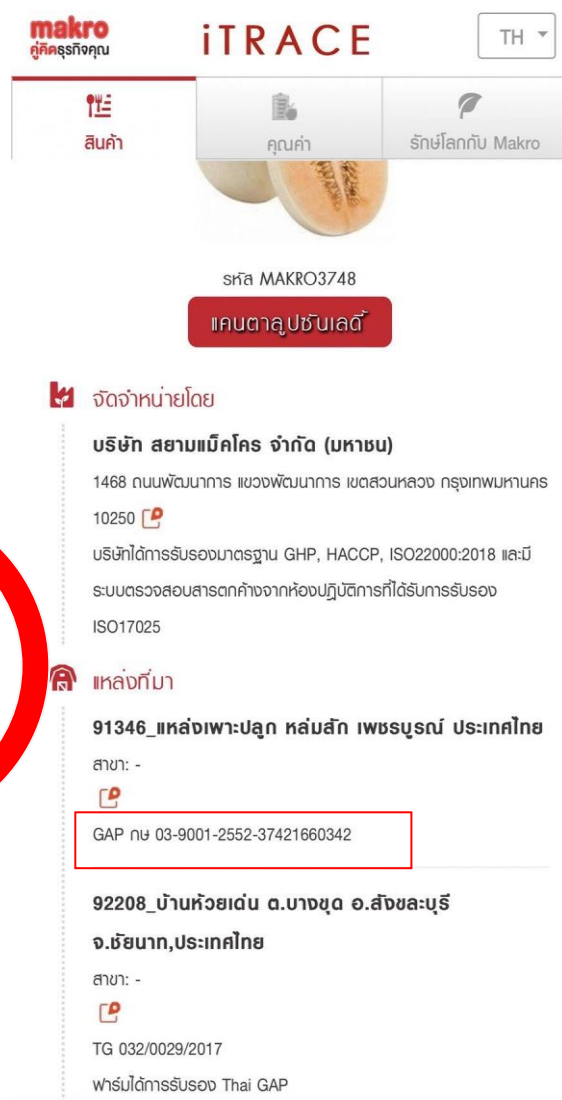 makro
คู่คิดธุรกิจคุณ
iTRACE
TH
สินค้า
คุณค่า
รักษ์โลกกับ Makro
รหัส MAKRO3748
แคนตาลูปซันเลดี้
จัดจำหน่ายโดย
บริษัท สยามแม็คโคร จำกัด (มหาชน)
1468 ถนนพัฒนาการ แขวงพัฒนาการ เขตสวนหลวง กรุงเทพมหานคร
10250
บริษัทได้การรับรองมาตรฐาน GHP, HACCP, ISO22000:2018 และมี
ระบบตรวจสอบสารตกค้างจากห้องปฏิบัติการที่ได้รับการรับรอง
ISO17025
แหล่งที่มา
91346_แหล่งเพาะปลูก หล่มสัก เพชรบูรณ์ ประเทศไทย
สาขา: -
GAP กษ 03-9001-2552-37421660342
92208_บ้านห้วยเด่น ต.บางขุด อ.สังขละบุรี
จ.ชัยนาท,ประเทศไทย
สาขา: -
TG 032/0029/2017
ฟาร์มได้การรับรอง Thai GAP